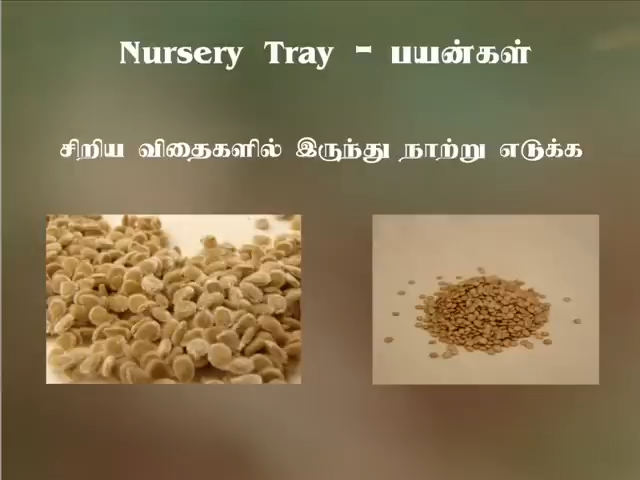 Nursery Tray - பயன்கள்
சிறிய விதைகளில் இருந்து நாற்று எடுக்க